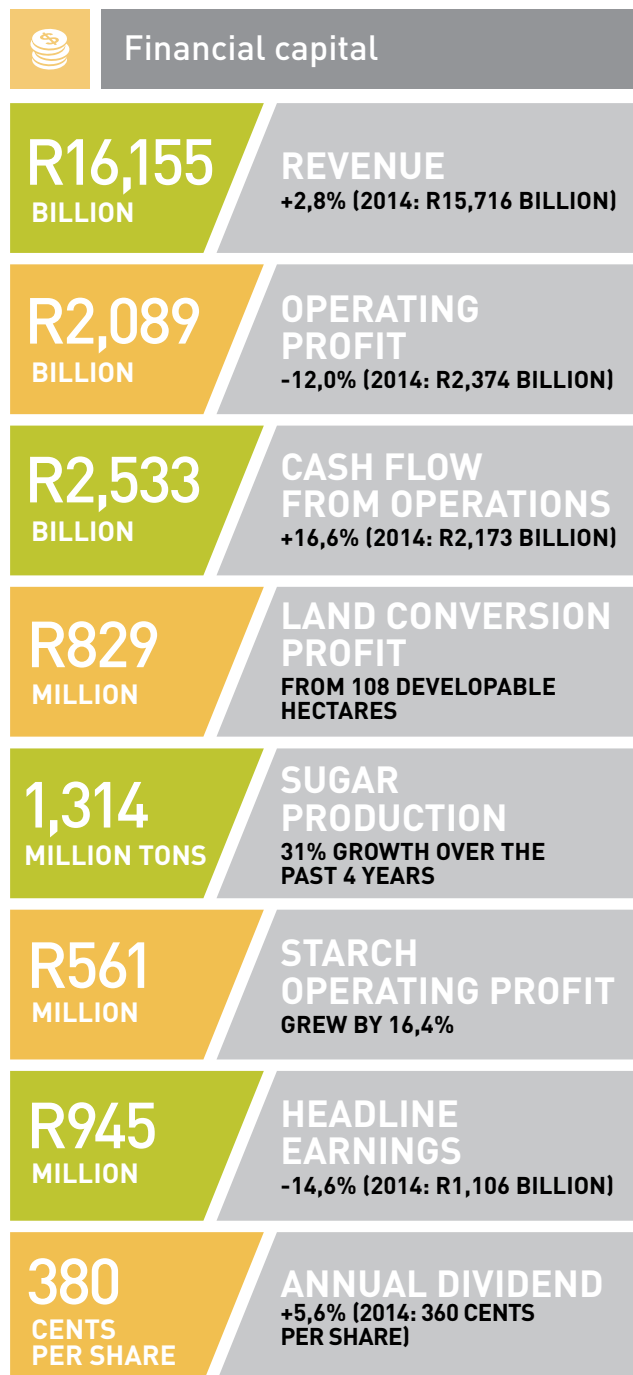 Financial capital
R16,155
BILLION
REVENUE
+2,8% (2014: R15,716 BILLION)
R2,089
BILLION
OPERATING
PROFIT
-12,0% (2014: R2,374 BILLION)
R2,533
BILLION
CASH FLOW
FROM OPERATIONS
+16,6% (2014: R2,173 BILLION)
R829
MILLION
LAND CONVERSION
PROFIT
FROM 108 DEVELOPABLE
HECTARES
1,314
MILLION TONS
SUGAR
PRODUCTION
31% GROWTH OVER THE
PAST 4 YEARS
R561
MILLION
STARCH
OPERATING PROFIT
GREW BY 16,4%
R945
MILLION
HEADLINE
EARNINGS
-14,6% (2014: R1,106 BILLION)
380
CENTS
PER SHARE
ANNUAL DIVIDEND
+5,6% (2014: 360 CENTS
PER SHARE)